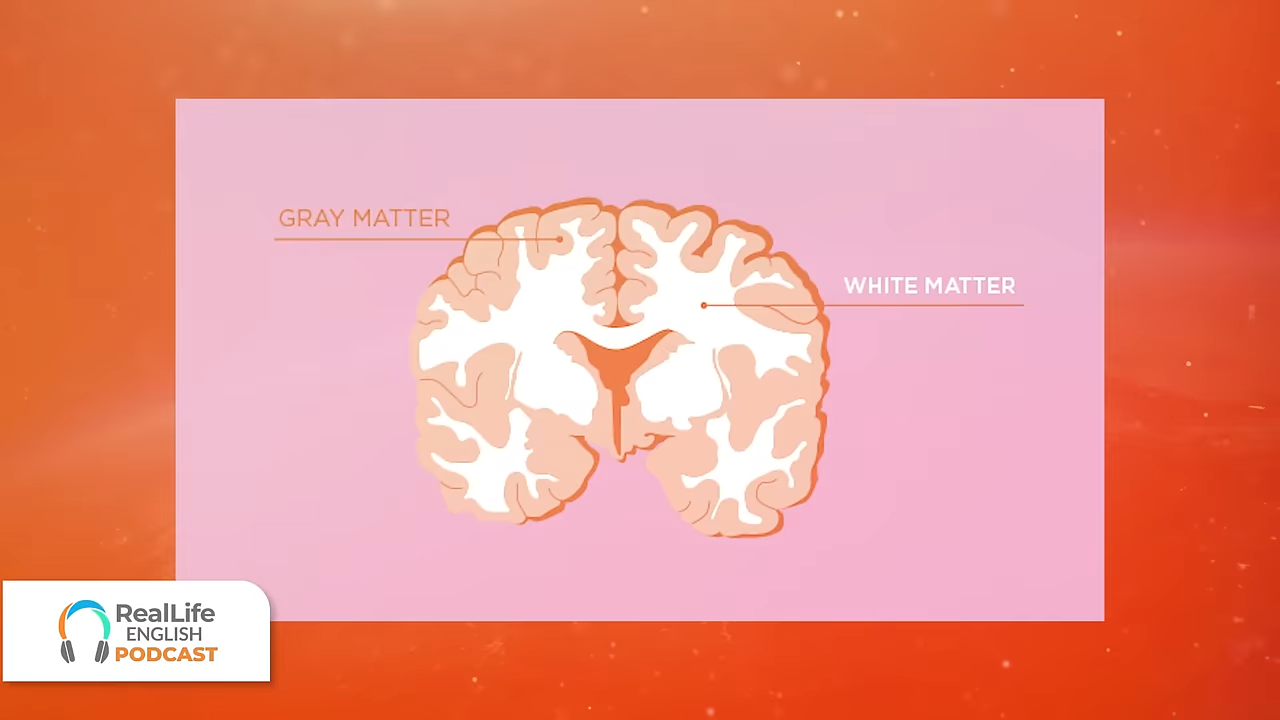 GRAY MATTER
WHITE MATTER
RealLife
ENGLISH
PODCAST